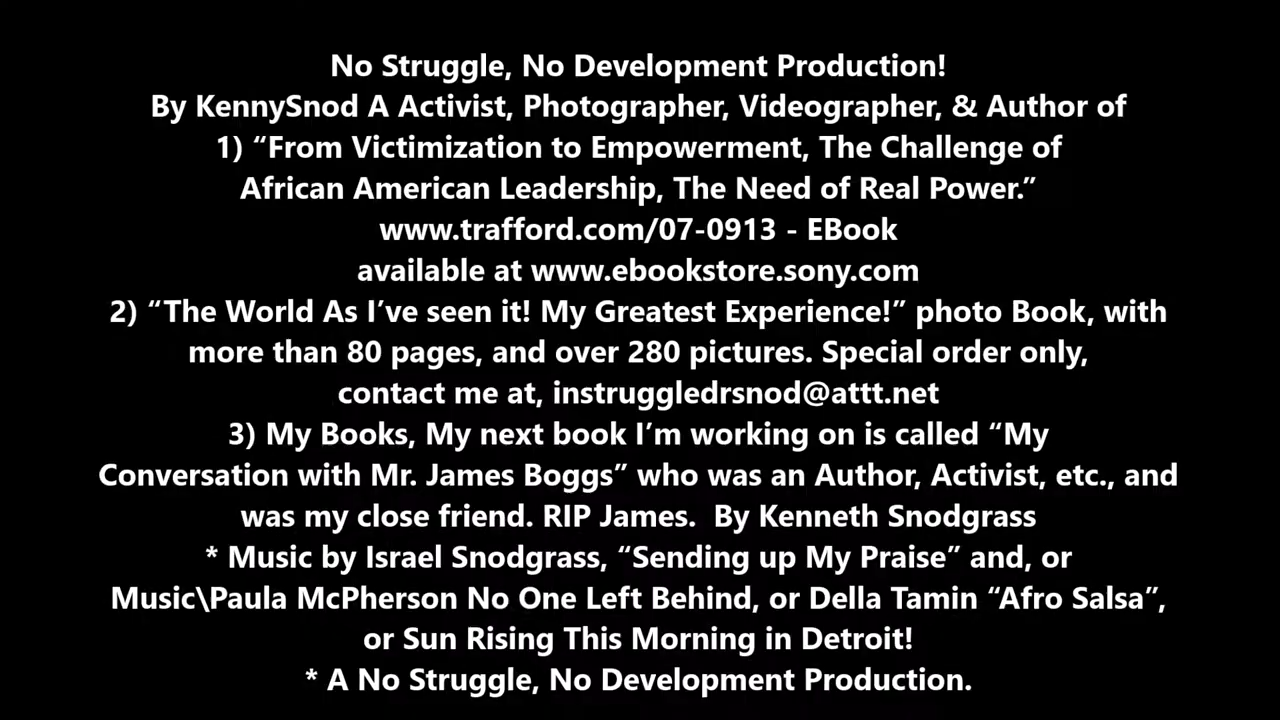 No Struggle, No Development Production!
By KennySnod A Activist, Photographer, Videographer, & Author of
1) “From Victimization to Empowerment, The Challenge of
African American Leadership, The Need of Real Power.”
www.trafford.com/07-0913 - EBook
available at www.ebookstore.sony.com
2) “The World As I’ve seen it! My Greatest Experience!” photo Book, with
more than 80 pages, and over 280 pictures. Special order only,
contact me at, instruggledrsnod@attt.net
3) My Books, My next book I’m working on is called “My
Conversation with Mr. James Boggs” who was an Author, Activist, etc., and
was my close friend. RIP James.  By Kenneth Snodgrass
* Music by Israel Snodgrass, “Sending up My Praise” and, or
Music\Paula McPherson No One Left Behind, or Della Tamin “Afro Salsa”,
or Sun Rising This Morning in Detroit!
* A No Struggle, No Development Production.